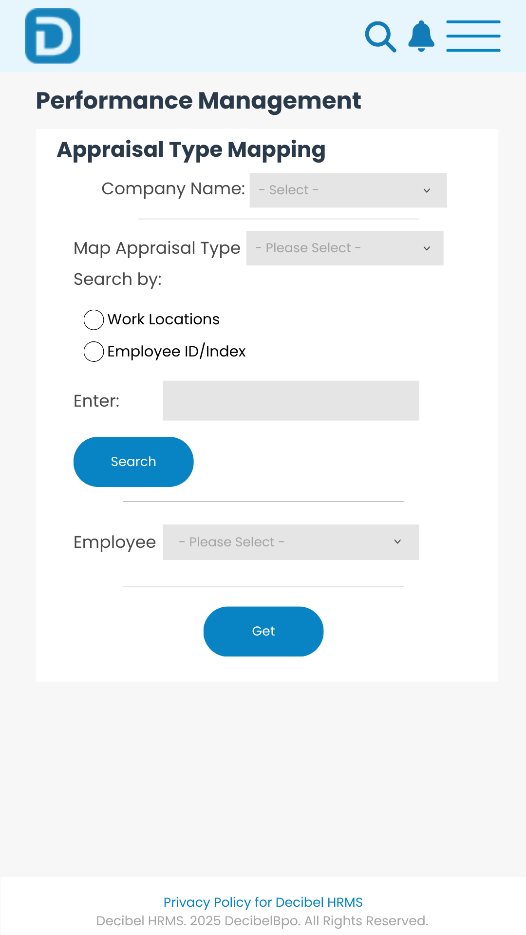 D
Performance Management
Appraisal Type Mapping
Company Name: - Select -
Map Appraisal Type - Please Select -
Search by:
Work Locations
Employee ID/Index
Enter:
Search
Employee - Please Select -
Get
Privacy Policy for Decibel HRMS
Decibel HRMS. 2025 DecibelBpo. All Rights Reserved.